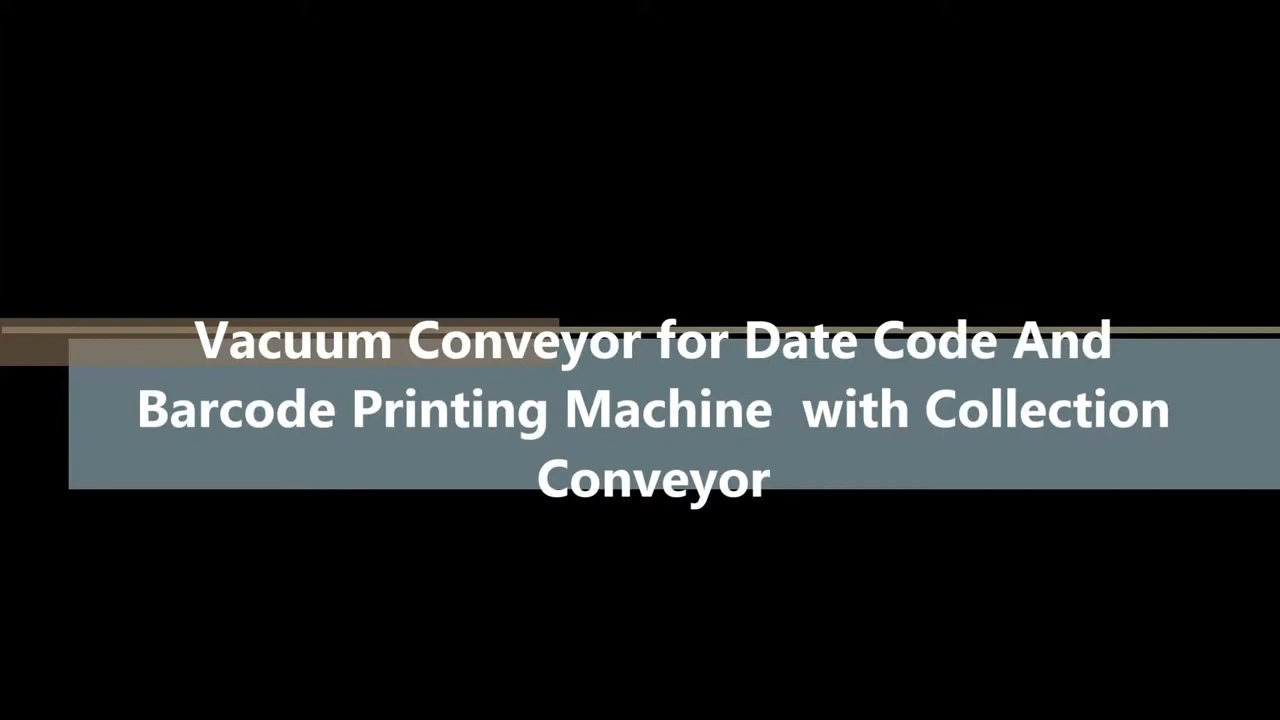 Vacuum Conveyor for Date Code And
Barcode Printing Machine  with Collection
Conveyor